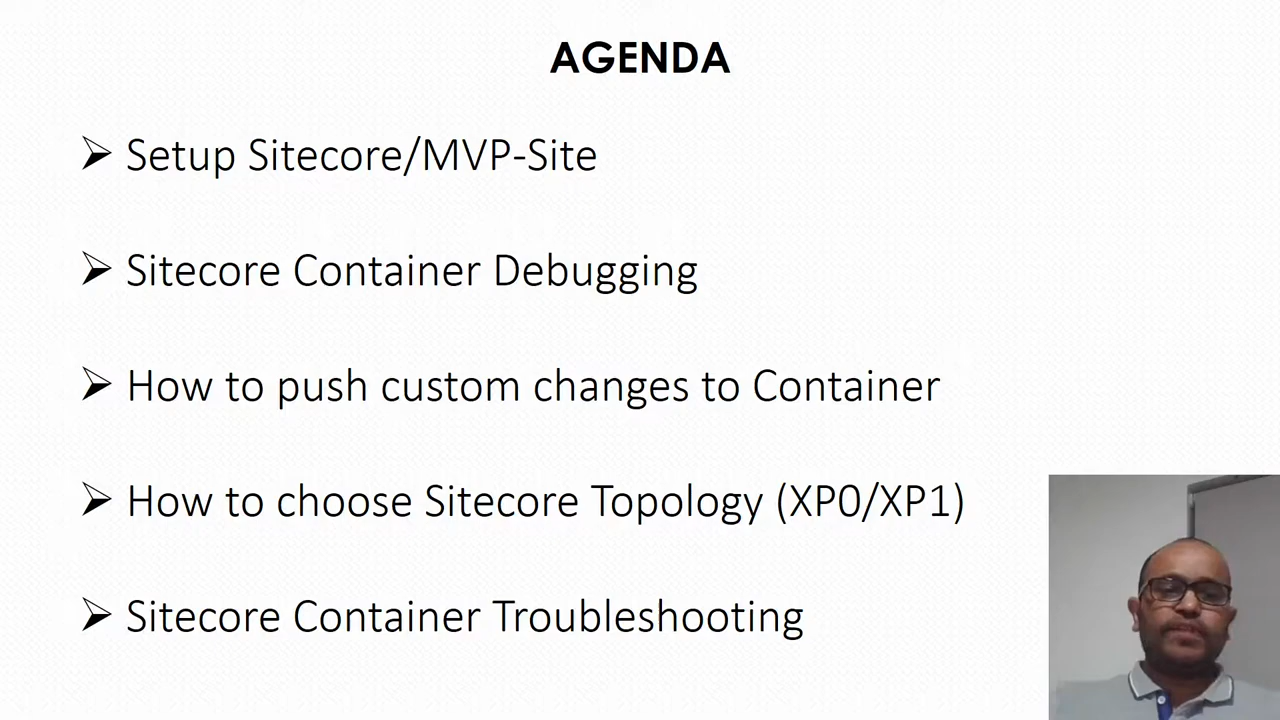 AGENDA
Setup Sitecore/MVP-Site
Sitecore Container Debugging
How to push custom changes to Container
How to choose Sitecore Topology (XP0/XP1)
Sitecore Container Troubleshooting